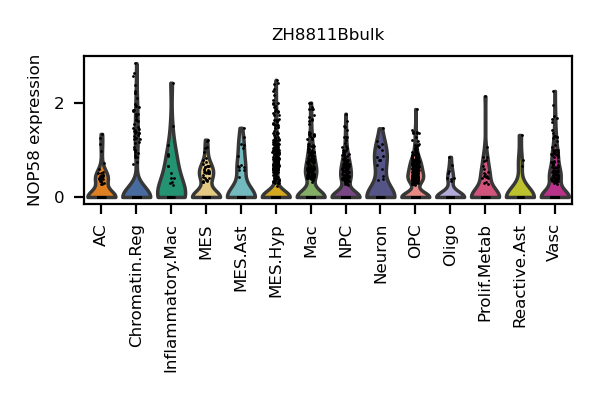 ZH8811Bbulk
NOP58 expression
2
0
AC
Chromatin.Reg
Inflammatory.Mac
MES
MES.Ast
MES.Hyp
Mac
NPC
Neuron
OPC
Oligo
Prolif.Metab
Reactive.Ast
Vasc